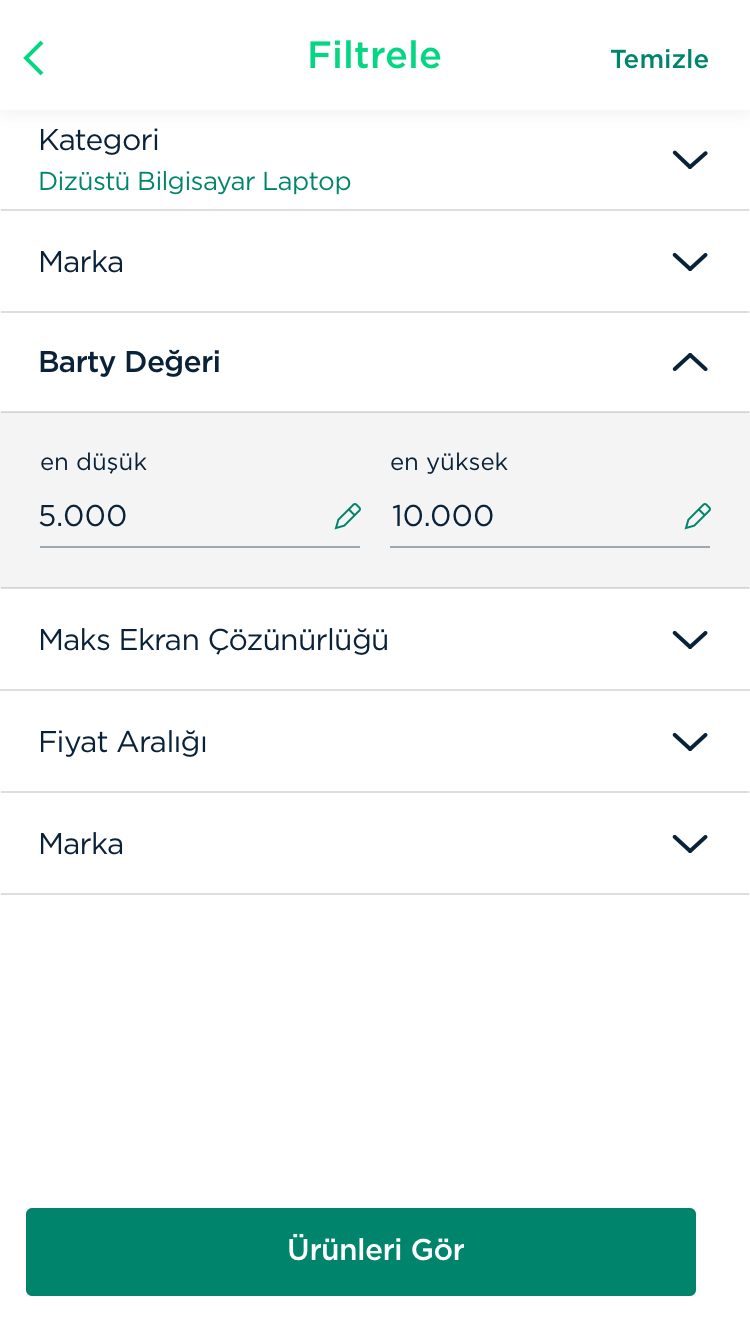 Filtrele
Temizle
Kategori
Dizüstü Bilgisayar Laptop
Marka
Barty Değeri
en düşük
en yüksek
5.000
10.000
Maks Ekran Çözünürlüğü
Fiyat Aralığı
Marka
Ürünleri Gör